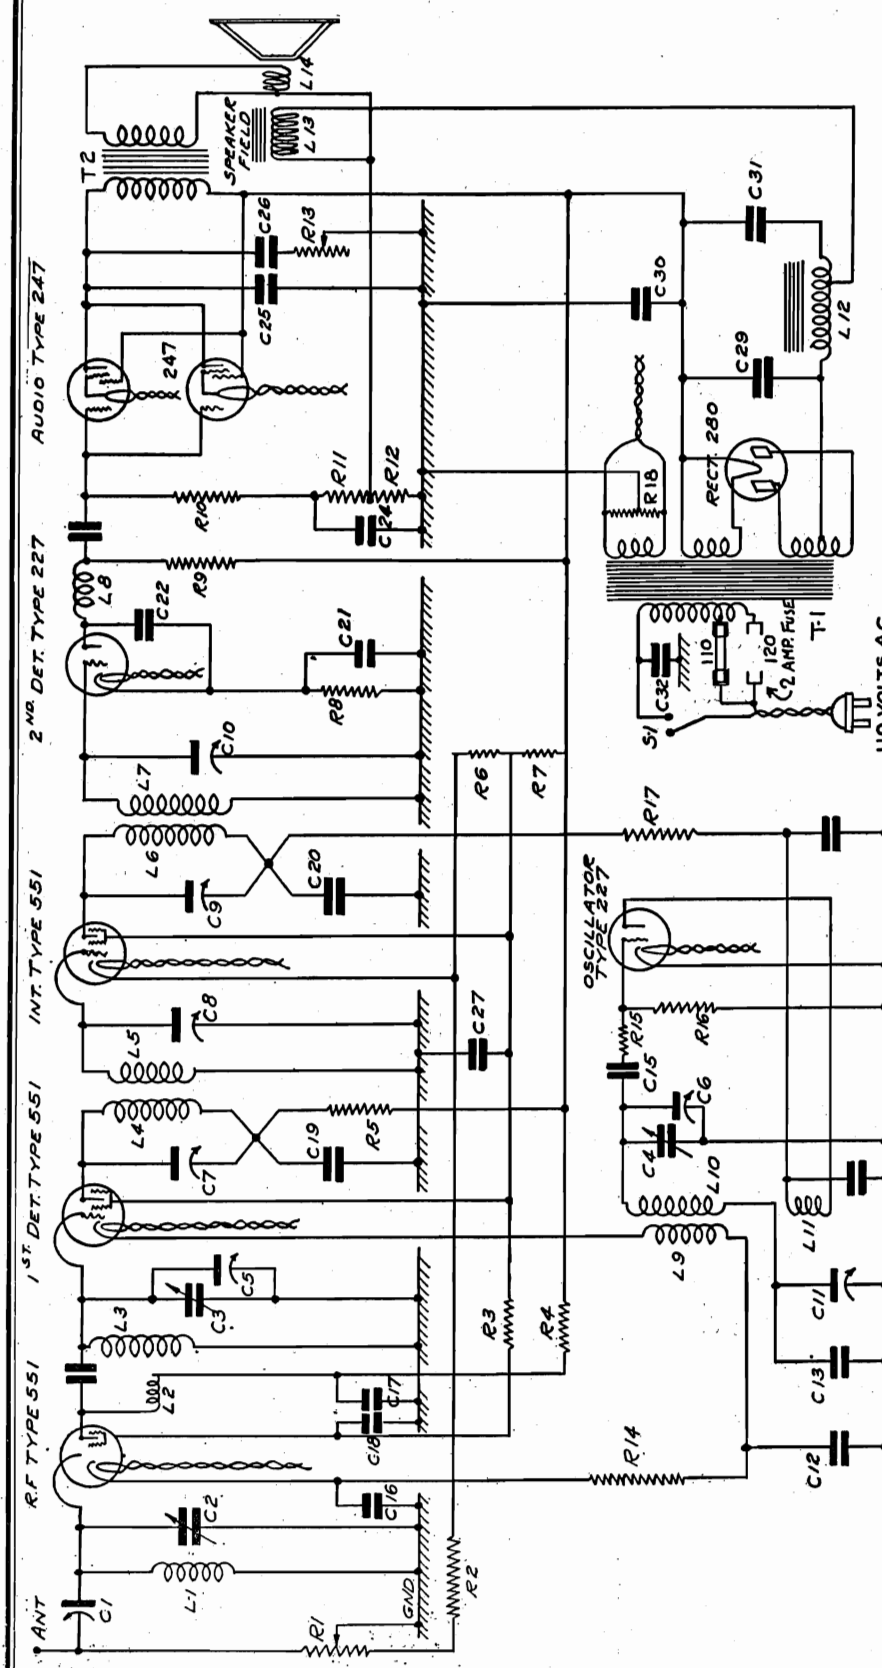 R.F TYPE 551
1ST. DET. TYPE 551
INT. TYPE 551
2ND. DET. TYPE 227
AUDIO TYPE 247
ANT
C1
L1
C2
R1
GND.
C16
R2
C18
C17
L2
L3
C3
C5
R3
R4
L4
C7
C19
R5
L5
C8
C27
L6
C9
C20
L7
C10
R6
R7
R8
C21
C22
L8
R9
R10
R11
R12
C24
247
C25
C26
R13
T2
SPEAKER
FIELD
L13
L14
R14
C12
C13
C11
L9
L10
L11
C4
C6
C15
R15
R16
OSCILLATOR
TYPE 227
R17
S1
C32
110
120
2 AMP. FUSE
T-1
110 VOLTS AC
R18
RECT. 280
C30
C29
C31
L12